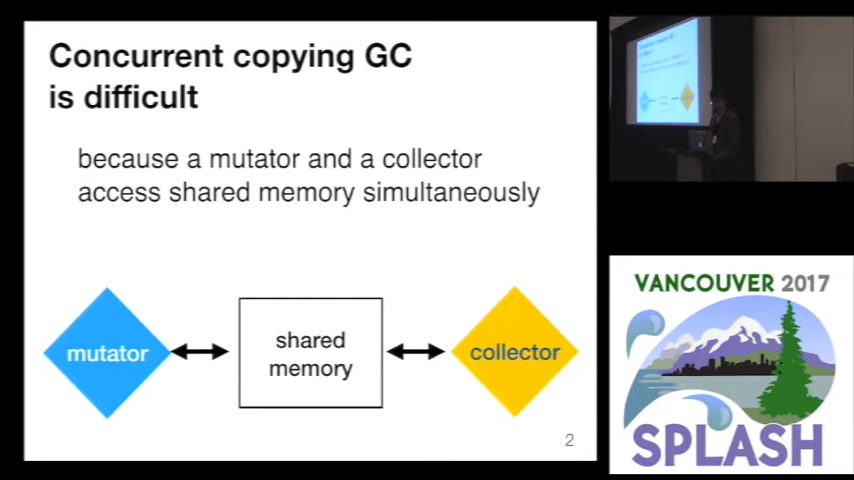 Concurrent copying GC
is difficult
because a mutator and a collector
access shared memory simultaneously
mutator
shared
memory
collector
2
VANCOUVER 2017
SPLASH